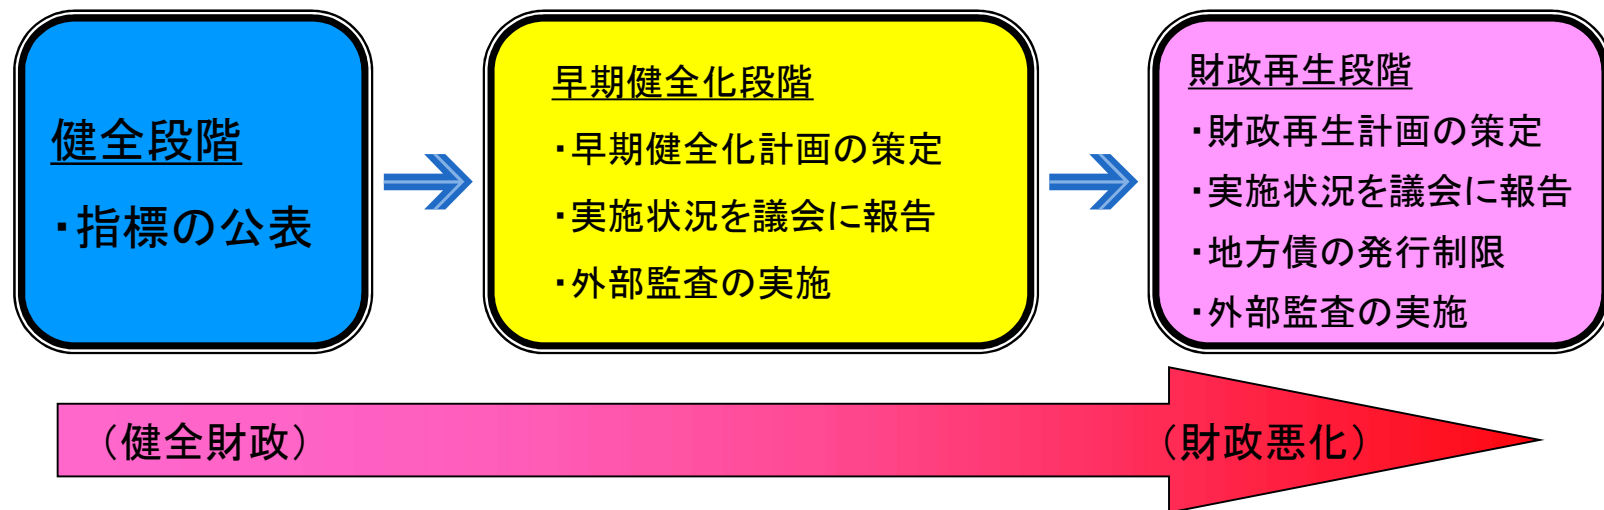 健全段階
・指標の公表
早期健全化段階
・早期健全化計画の策定
・実施状況を議会に報告
・外部監査の実施
財政再生段階
・財政再生計画の策定
・実施状況を議会に報告
・地方債の発行制限
・外部監査の実施
（健全財政）
（財政悪化）